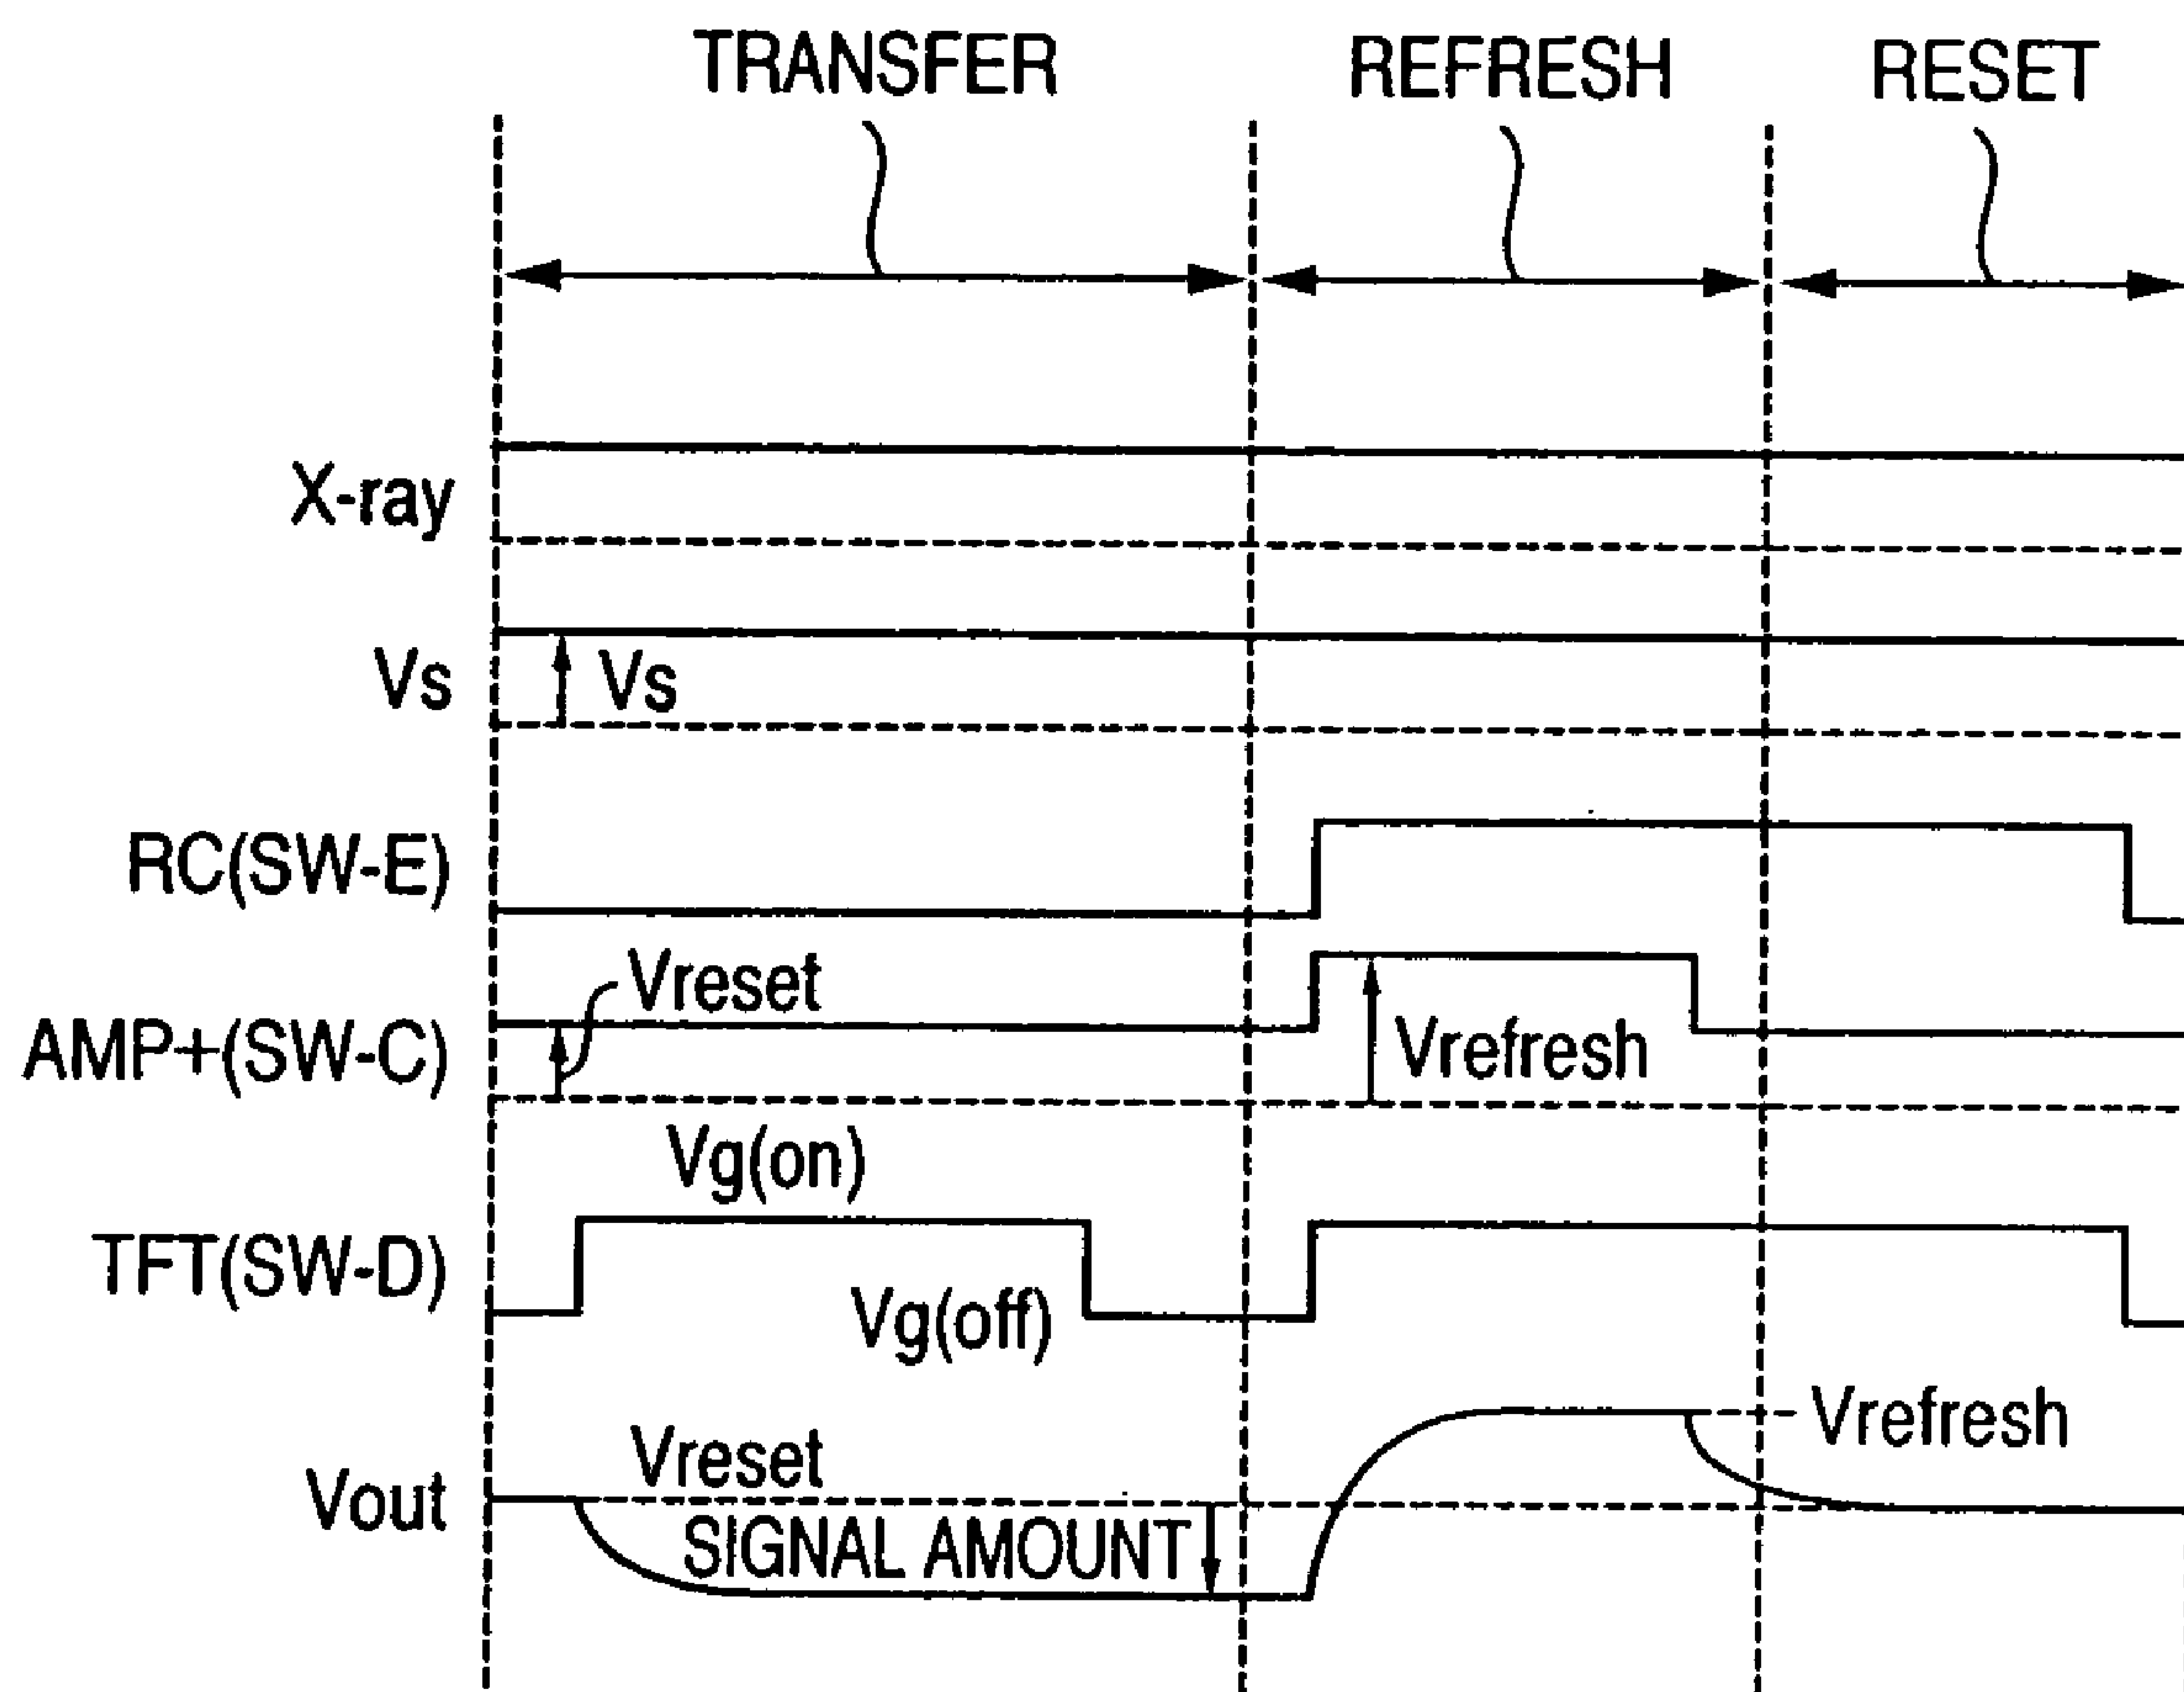 TRANSFER REFRESH RESET
X-ray
Vs Vs
RC(SW-E)
Vreset
AMP+(SW-C) Vrefresh
Vg(on)
TFT(SW-D)
Vg(off)
Vrefresh
Vreset
Vout
SIGNAL AMOUNT